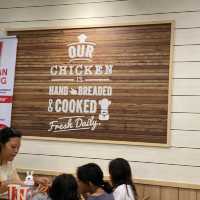 OUR
CHICKEN
IS
HAND BREADED
& COOKED
Fresh Daily.